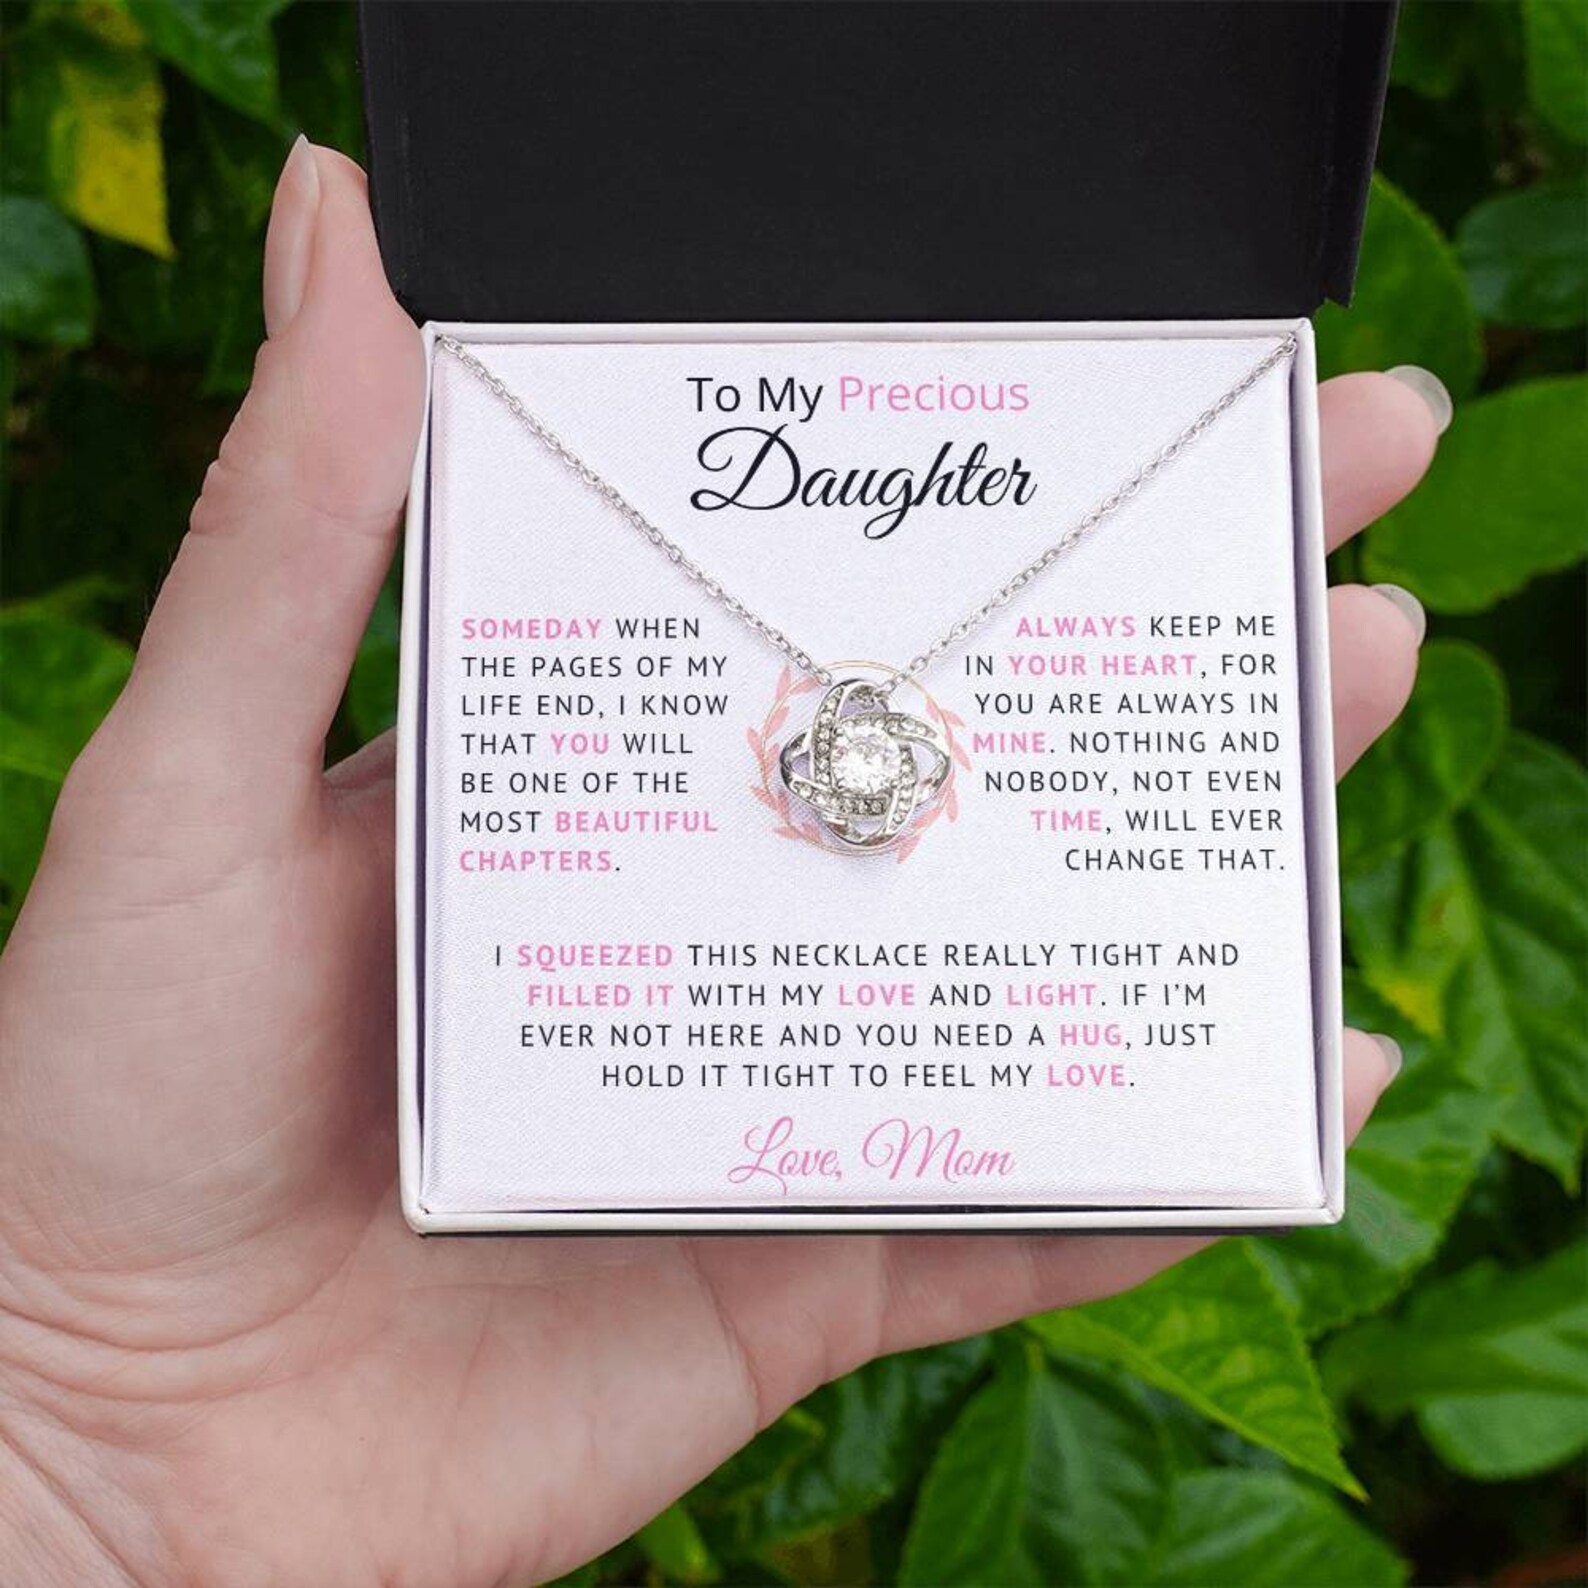 To My Precious
Daughter
SOMEDAY WHEN
THE PAGES OF MY
LIFE END, I KNOW
THAT YOU WILL
BE ONE OF THE
MOST BEAUTIFUL
CHAPTERS.
ALWAYS KEEP ME
IN YOUR HEART, FOR
YOU ARE ALWAYS IN
MINE. NOTHING AND
NOBODY, NOT EVEN
TIME, WILL EVER
CHANGE THAT.
I SQUEEZED THIS NECKLACE REALLY TIGHT AND
FILLED IT WITH MY LOVE AND LIGHT. IF I'M
EVER NOT HERE AND YOU NEED A HUG, JUST
HOLD IT TIGHT TO FEEL MY LOVE.
Love, Mom